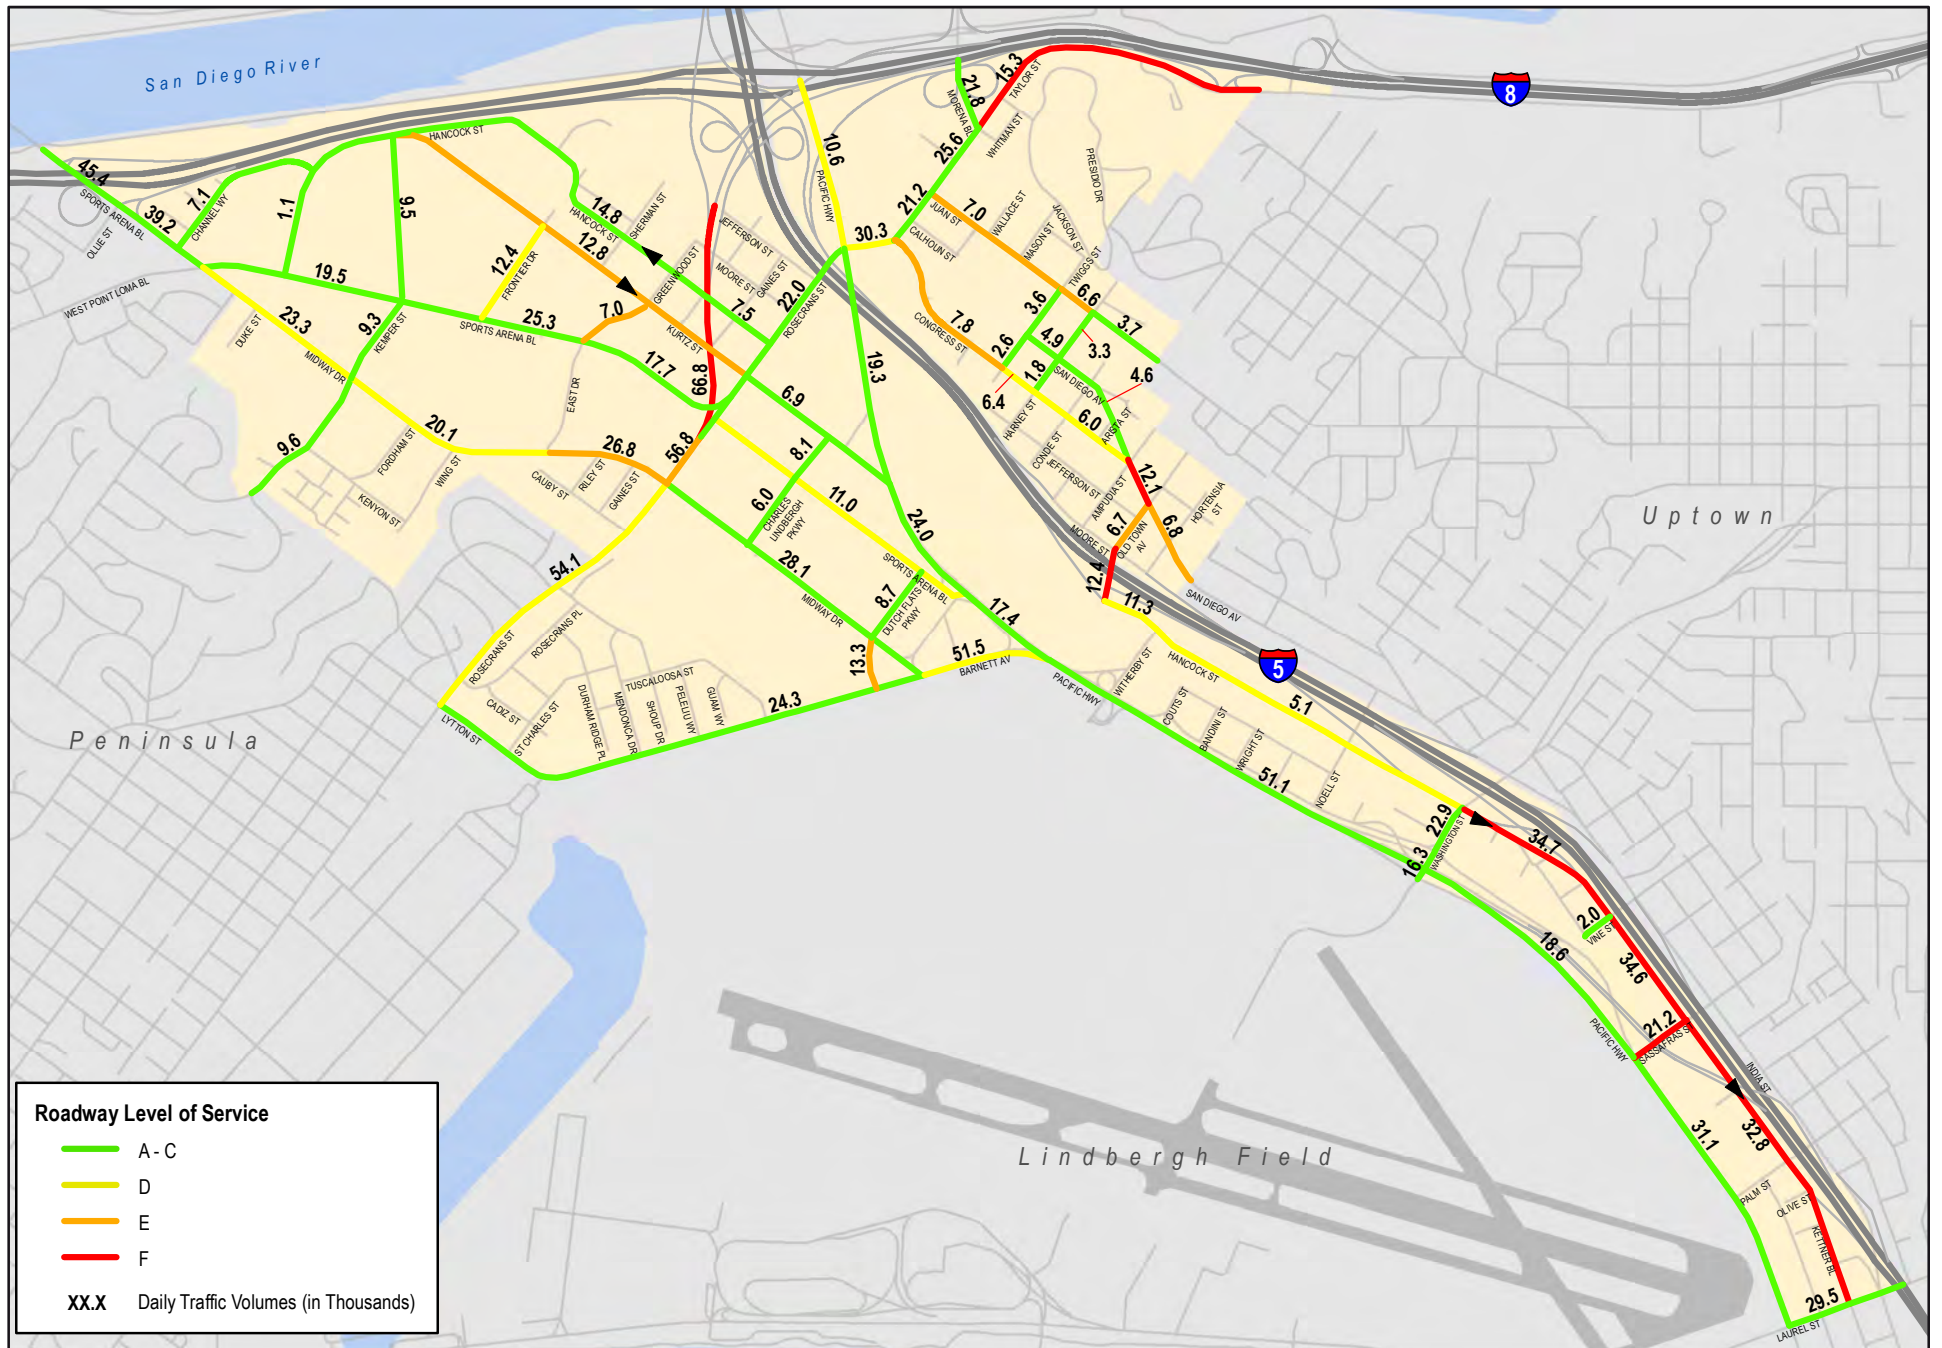 San Diego River
8
15.3
TAYLOR ST
21.8
MORENA BL
WHITMAN ST
25.6
HANCOCK ST
10.6
PACIFIC HWY
PRESIDIO DR
45.4
SPORTS ARENA BL
39.2
7.1
CHANNEL WY
1.1
9.5
OLLIE ST
14.8
HANCOCK ST
SHERMAN ST
21.2
JUAN ST
7.0
WALLACE ST
JACKSON ST
MASON ST
CALHOUN ST
TWIGGS ST
30.3
JEFFERSON ST
MOORE ST
GAINES ST
GREENWOOD ST
12.8
12.4
FRONTIER DR
WEST POINT LOMA BL
19.5
22.0
ROSECRANS ST
6.6
3.6
3.7
7.0
7.5
KURTZ ST
25.3
SPORTS ARENA BL
23.3
DUKE ST
MIDWAY DR
9.3
KEMPER ST
CONGRESS ST
7.8
2.6
4.9
3.3
1.8
SAN DIEGO AV
4.6
6.4
17.7
66.8
19.3
EAST DR
6.9
HARNEY ST
6.0
ARISTA ST
CONDE ST
20.1
9.6
FORDHAM ST
WING ST
26.8
56.8
8.1
CAUBY ST
RILEY ST
GAINES ST
JEFFERSON ST
12.1
AMPUDIA ST
HORTENSIA
ST
KENYON ST
6.0
CHARLES
LINDBERGH
PKWY
11.0
24.0
6.7
6.8
MOORE ST
OLD TOWN
AV
Uptown
54.1
28.1
SPORTS ARENA BL
8.7
DUTCH FLATS
PKWY
12.4
11.3
SAN DIEGO AV
MIDWAY DR
17.4
ROSECRANS PL
ROSECRANS ST
13.3
51.5
BARNETT AV
WITHERBY ST
HANCOCK ST
5
TUSCALOOSA ST
PACIFIC HWY
CADIZ ST
ST CHARLES ST
DURHAM RIDGE PL
MENDONCA DR
SHOUP DR
PELELIU WY
GUAM WY
24.3
5.1
COUTS ST
BANDINI ST
WRIGHT ST
NOELL ST
LYTTON ST
Peninsula
51.1
22.9
WASHINGTON ST
16.3
34.7
2.0
VINE ST
18.6
34.6
21.2
SASSAFRAS ST
PACIFIC HWY
INDIA ST
31.1
32.8
Lindbergh Field
PALM ST
OLIVE ST
KETTNER BL
29.5
LAUREL ST
Roadway Level of Service
A - C
D
E
F
XX.X Daily Traffic Volumes (in Thousands)